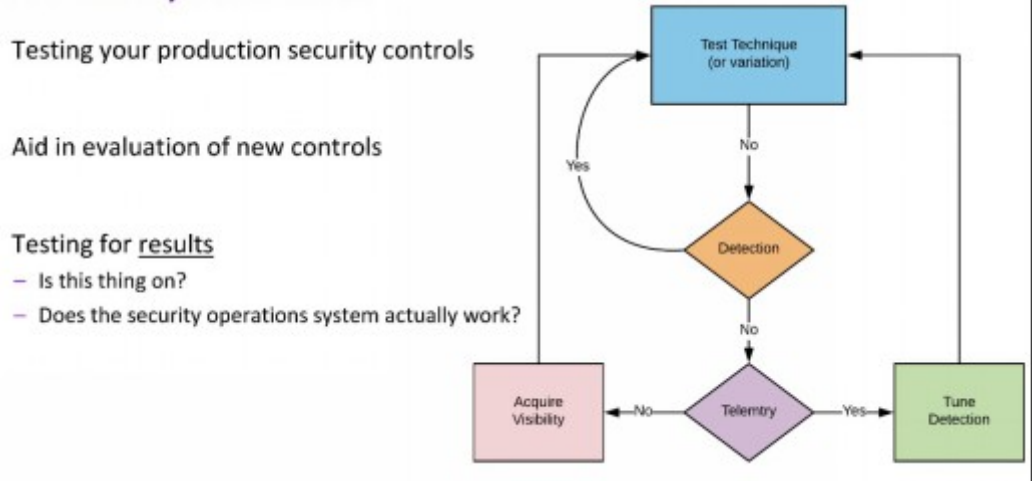 Testing your production security controls
Aid in evaluation of new controls
Testing for results
– Is this thing on?
– Does the security operations system actually work?
Test Technique
(or variation)
No
Yes
Detection
No
Acquire
Visibility
No
Telemtry
Yes
Tune
Detection